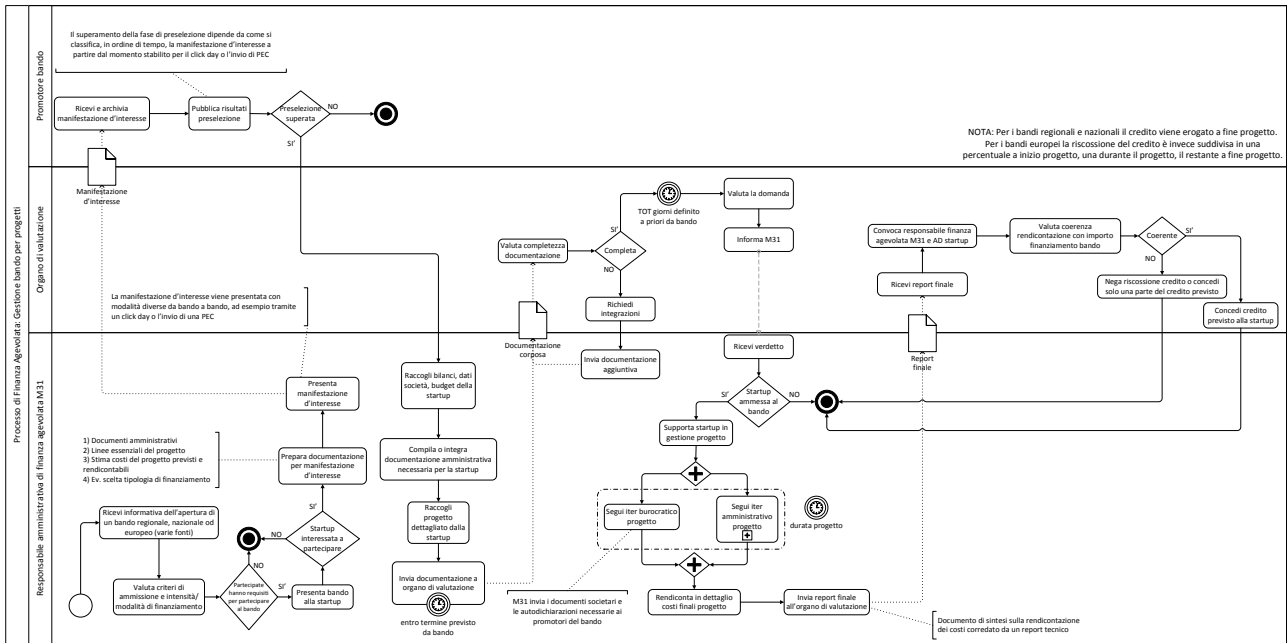 Processo di Finanza Agevolata: Gestione bando per progetti
Promotore bando
Il superamento della fase di preselezione dipende da come si
classifica, in ordine di tempo, la manifestazione d'interesse a
partire dal momento stabilito per il click day o l'invio di PEC
Ricevi e archivia
manifestazione d'interesse
Pubblica risultati
preselezione
Preselezione
superata
NO
SI'
NOTA: Per i bandi regionali e nazionali il credito viene erogato a fine progetto.
Per i bandi europei la riscossione del credito è invece suddivisa in una
percentuale a inizio progetto, una durante il progetto, il restante a fine progetto.
Manifestazione
d'interesse
Organo di valutazione
Valuta completezza
documentazione
Completa
SI'
NO
TOT giorni definito
a priori da bando
Valuta la domanda
Informa M31
Richiedi
integrazioni
Convoca responsabile finanza
agevolata M31 e AD startup
Valuta coerenza
rendicontazione con importo
finanziamento bando
Coerente
SI'
NO
Ricevi report finale
Nega riscossione credito o concedi
solo una parte del credito previsto
Concedi credito
previsto alla startup
La manifestazione d'interesse viene presentata con
modalità diverse da bando a bando, ad esempio tramite
un click day o l'invio di una PEC
Documentazione
corposa
Report
finale
Responsabile amministrativa di finanza agevolata M31
Invia documentazione
aggiuntiva
Ricevi verdetto
Startup
ammessa al
bando
SI'
NO
Presenta
manifestazione
d'interesse
Raccogli bilanci, dati
società, budget della
startup
Supporta startup in
gestione progetto
1) Documenti amministrativi
2) Linee essenziali del progetto
3) Stima costi del progetto previsti e
rendicontabili
4) Ev. scelta tipologia di finanziamento
Prepara documentazione
per manifestazione
d'interesse
Compila o integra
documentazione amministrativa
necessaria per la startup
Raccogli
progetto
dettagliato dalla
startup
Segui iter burocratico
progetto
Segui iter
amministrativo
progetto
durata progetto
Ricevi informativa dell'apertura di
un bando regionale, nazionale od
europeo (varie fonti)
NO
SI'
Startup
interessata a
partecipare
Valuta criteri di
ammissione e intensità/
modalità di finanziamento
NO
Partecipate
hanno requisiti
per partecipare
al bando
SI'
Presenta bando
alla startup
Invia documentazione a
organo di valutazione
entro termine previsto
da bando
M31 invia i documenti societari e
le autodichiarazioni necessarie ai
promotori del bando
Rendiconta in dettaglio
costi finali progetto
Invia report finale
all'organo di valutazione
Documento di sintesi sulla rendicontazione
dei costi corredato da un report tecnico